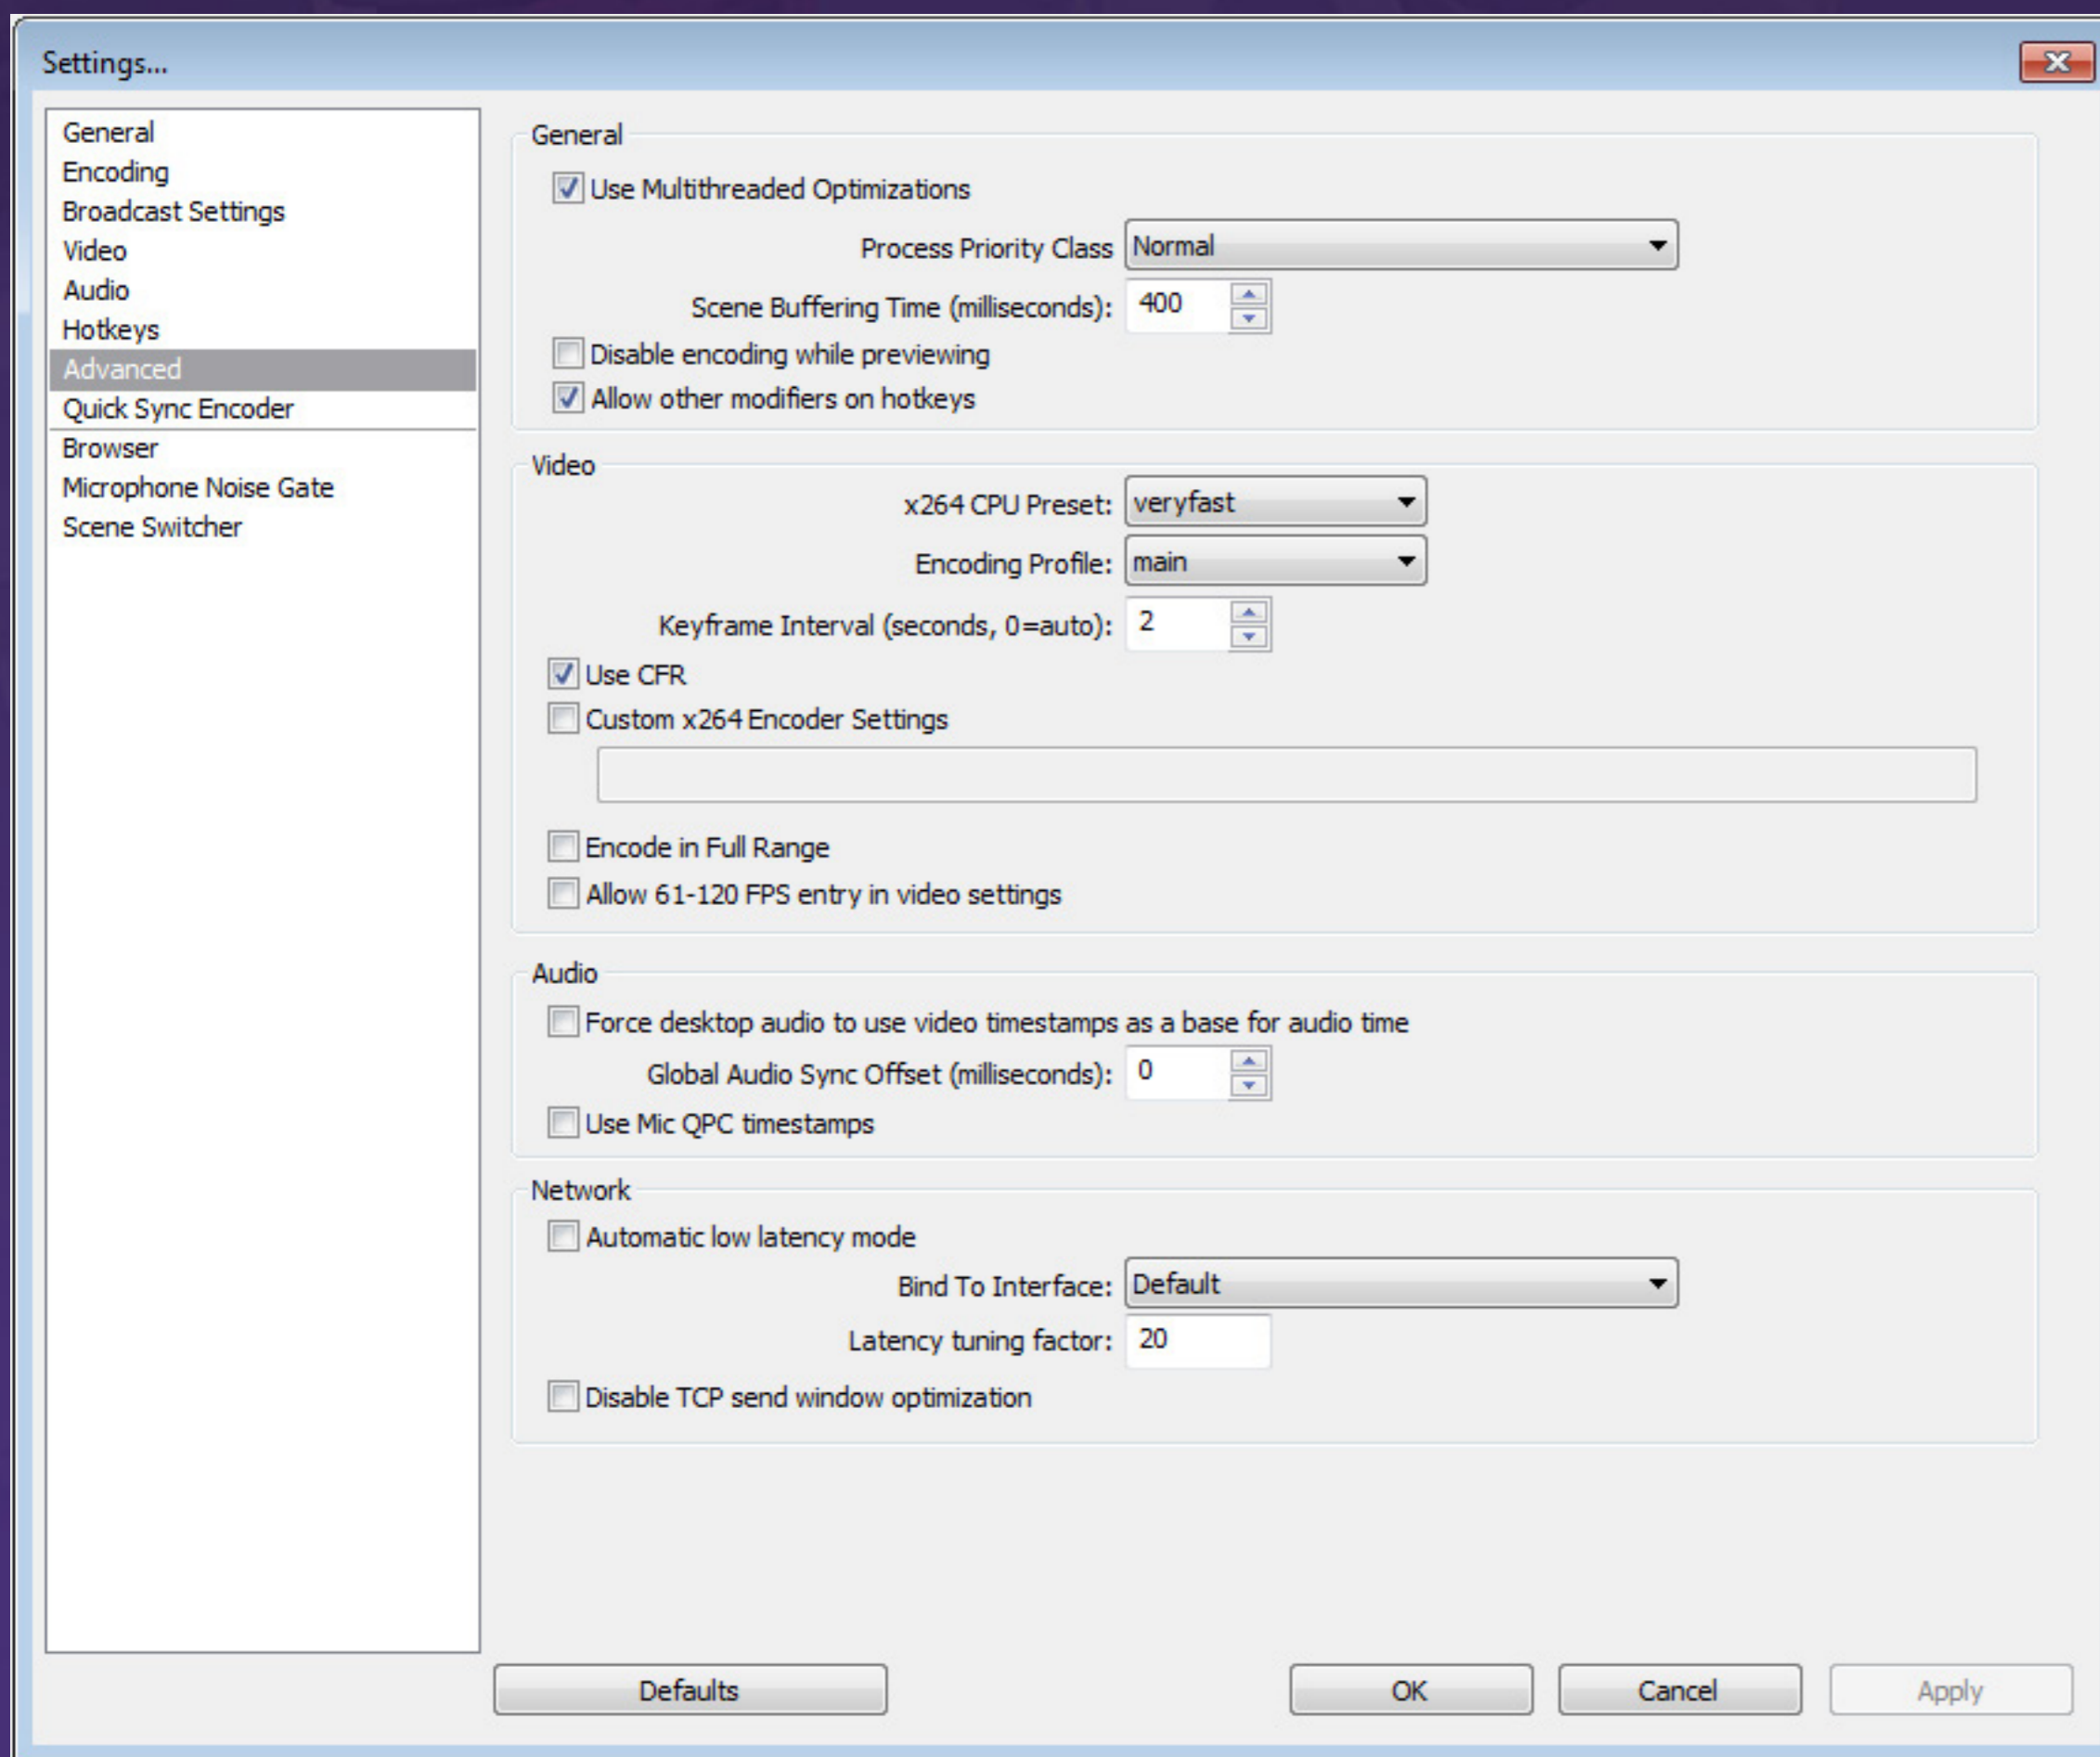 Settings...
General
Encoding
Broadcast Settings
Video
Audio
Hotkeys
Advanced
Quick Sync Encoder
Browser
Microphone Noise Gate
Scene Switcher
General
Use Multithreaded Optimizations
Process Priority Class Normal
Scene Buffering Time (milliseconds): 400
Disable encoding while previewing
Allow other modifiers on hotkeys
Video
x264 CPU Preset: veryfast
Encoding Profile: main
Keyframe Interval (seconds, 0=auto): 2
Use CFR
Custom x264 Encoder Settings
Encode in Full Range
Allow 61-120 FPS entry in video settings
Audio
Force desktop audio to use video timestamps as a base for audio time
Global Audio Sync Offset (milliseconds): 0
Use Mic QPC timestamps
Network
Automatic low latency mode
Bind To Interface: Default
Latency tuning factor: 20
Disable TCP send window optimization
Defaults OK Cancel Apply